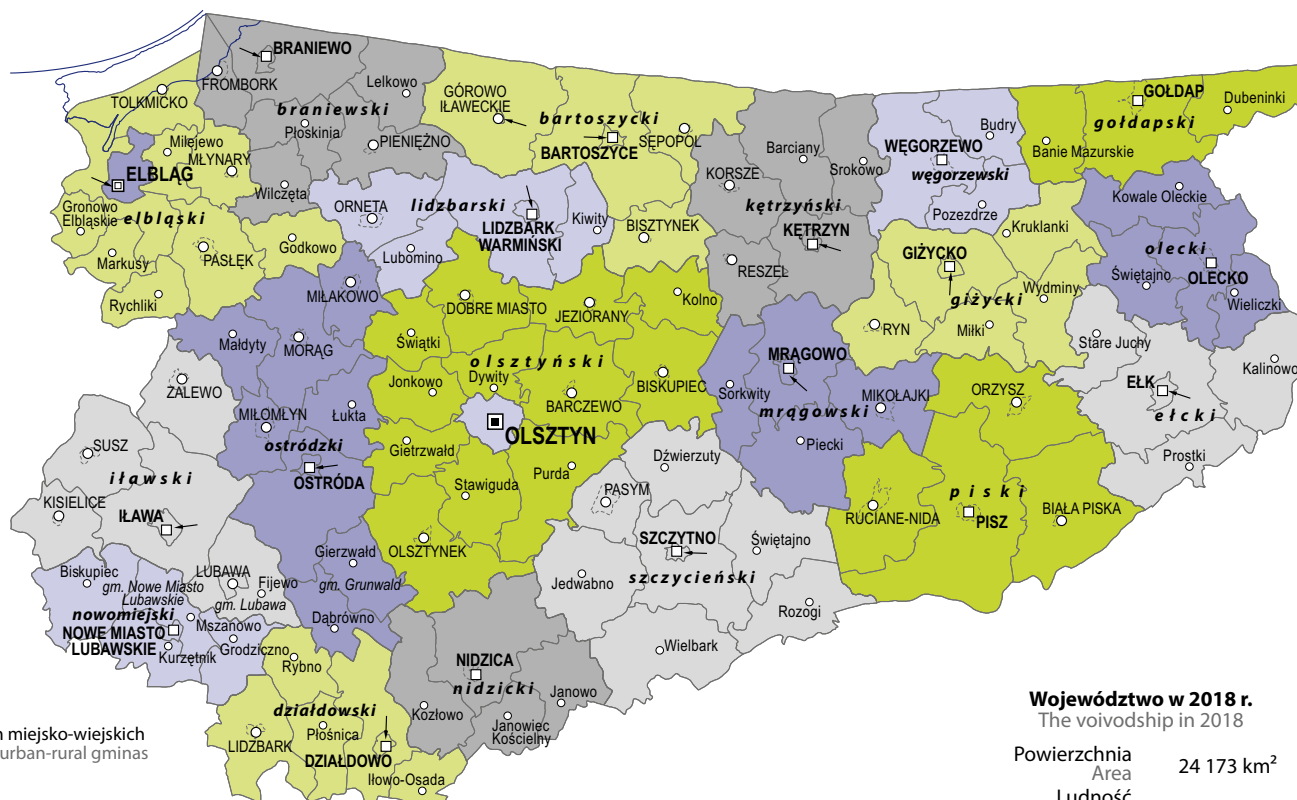 BRANIEWO
FROMBORK
Lelkowo
TOLKMICKO
braniewski
Płoskinia
PIENIĘŻNO
GÓROWO
IŁAWECKIE
bartoszycki
BARTOSZYCE
SĘPOPOL
Barciany
Srokowo
KORSZE
WĘGORZEWO
Budry
węgorzewski
Pozezdrze
Banie Mazurskie
GOŁDAP
gołdapski
Dubeninki
Milejewo
MŁYNARY
ELBLĄG
Wilczęta
Gronowo
Elbląskie
elbląski
Markusy
PASŁĘK
Godkowo
Rychliki
ORNETA
lidzbarski
LIDZBARK
WARMIŃSKI
Kiwity
Lubomino
BISZTYNEK
kętrzyński
KĘTRZYN
RESZEL
Kruklanki
GIŻYCKO
giżycki
Wydminy
RYN
Miłki
Kowale Oleckie
olecki
OLECKO
Świętajno
Wieliczki
MIŁAKOWO
Małdyty
MORĄG
DOBRE MIASTO
JEZIORANY
Kolno
Świątki
olsztyński
Jonkowo
Dywity
BARCZEWO
BISKUPIEC
MRĄGOWO
Sorkwity
mrągowski
MIKOŁAJKI
Piecki
ORZYSZ
Stare Juchy
EŁK
ełcki
Kalinowo
Prostki
ZALEWO
MIŁOMŁYN
Łukta
ostródzki
OSTRÓDA
OLSZTYN
Gietrzwałd
Purda
Stawiguda
OLSZTYNEK
Dźwierzuty
PASYM
SZCZYTNO
Świętajno
szczycieński
Jedwabno
Rozogi
Wielbark
RUCIANE-NIDA
piski
PISZ
BIAŁA PISKA
SUSZ
iławski
KISIELICE
IŁAWA
LUBAWA
Fijewo
gm. Lubawa
Gierzwałd
gm. Grunwald
Dąbrówno
Biskupiec
gm. Nowe Miasto
Lubawskie
nowomiejski
NOWE MIASTO
LUBAWSKIE
Mszanowo
Kurzętnik
Grodziczno
Rybno
działdowski
LIDZBARK
Płośnica
DZIAŁDOWO
Iłowo-Osada
NIDZICA
nidzicki
Kozłowo
Janowo
Janowiec
Kościelny
miejsko-wiejskich
urban-rural gminas
Województwo w 2018 r.
The voivodship in 2018
Powierzchnia
Area
24 173 km²
Ludność